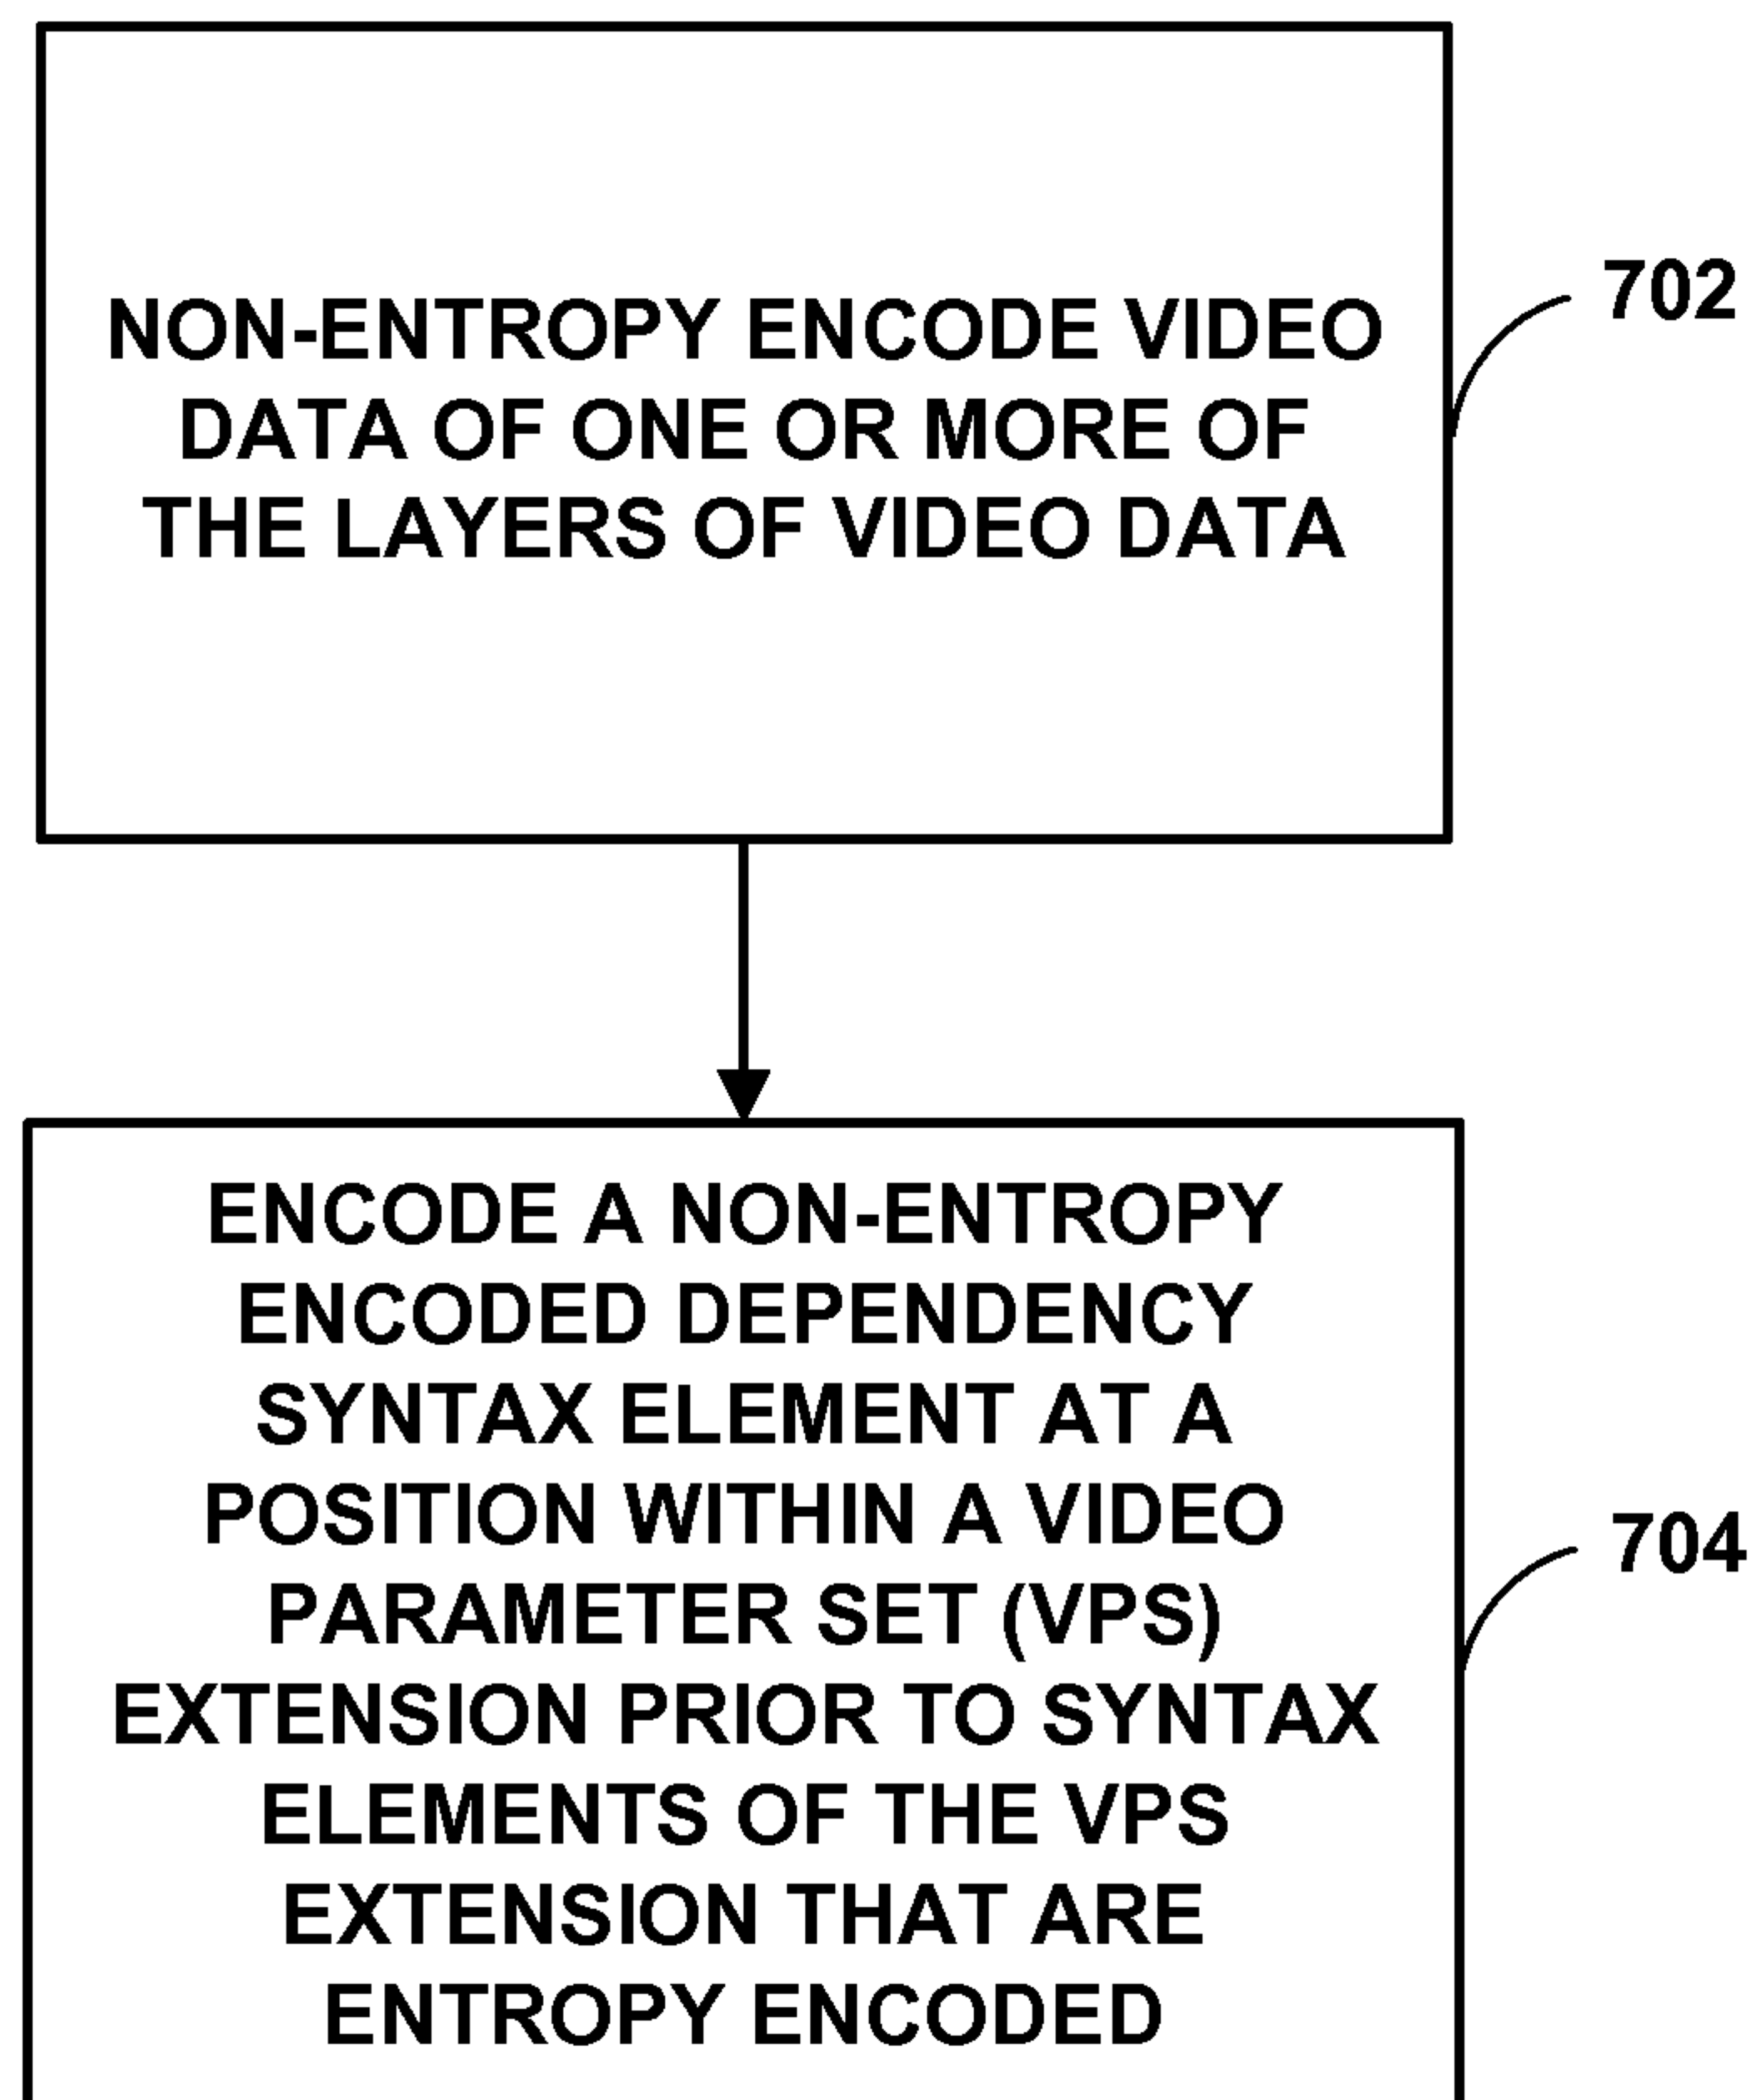 NON-ENTROPY ENCODE VIDEO
DATA OF ONE OR MORE OF
THE LAYERS OF VIDEO DATA
702
ENCODE A NON-ENTROPY
ENCODED DEPENDENCY
SYNTAX ELEMENT AT A
POSITION WITHIN A VIDEO
PARAMETER SET (VPS)
EXTENSION PRIOR TO SYNTAX
ELEMENTS OF THE VPS
EXTENSION THAT ARE
ENTROPY ENCODED
704